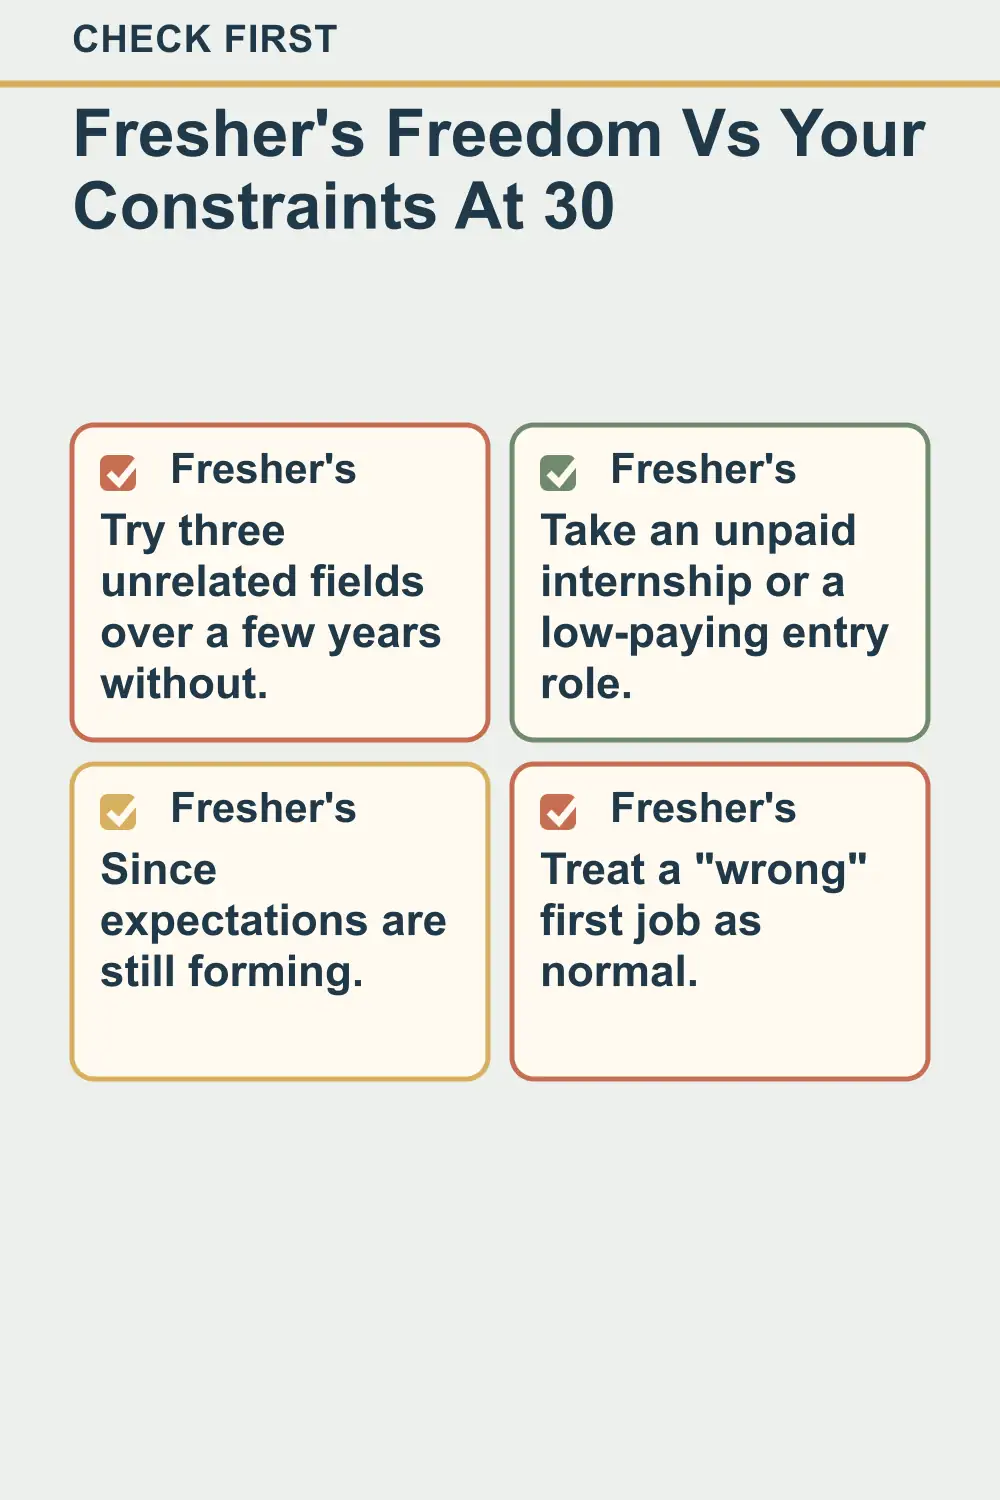 CHECK FIRST
Fresher's Freedom Vs Your
Constraints At 30
Fresher's
Try three
unrelated fields
over a few years
without.
Fresher's
Take an unpaid
internship or a
low-paying entry
role.
Fresher's
Since
expectations are
still forming.
Fresher's
Treat a "wrong"
first job as
normal.